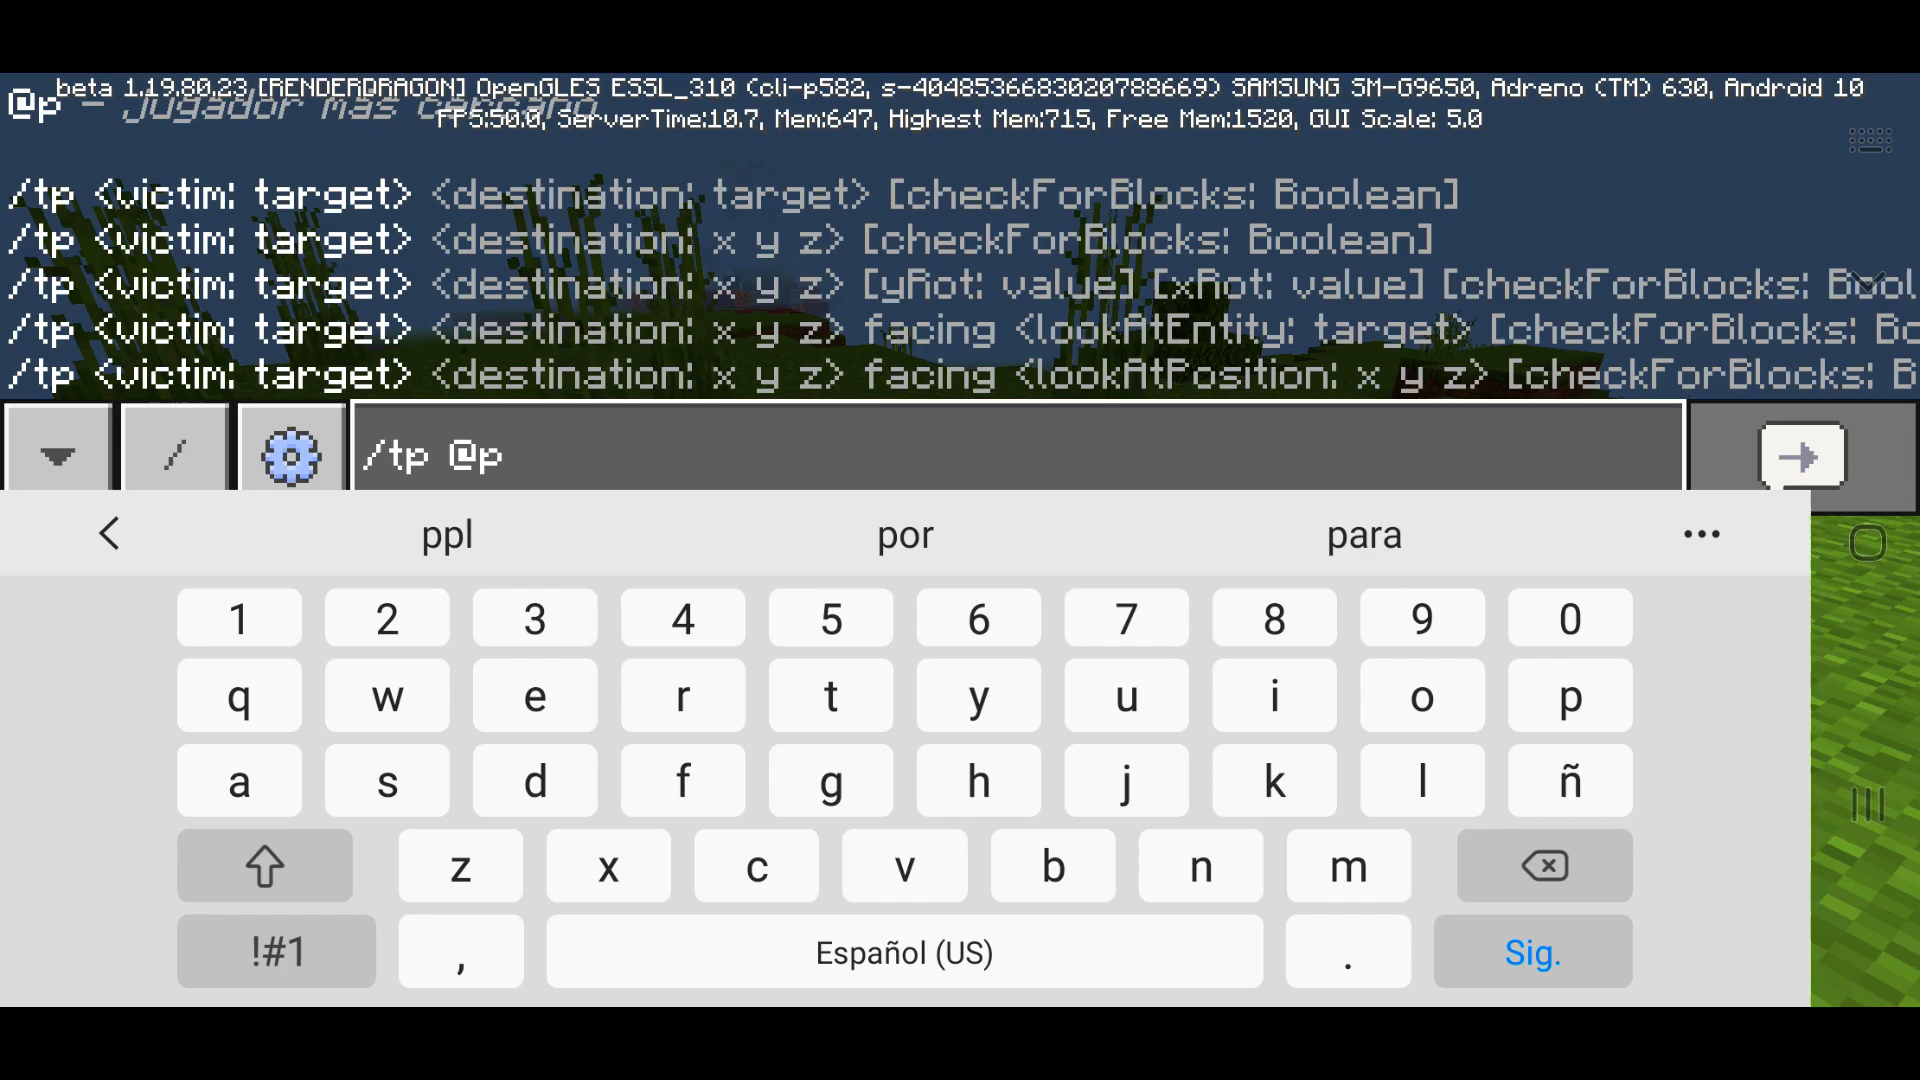 beta 1.19.80.23 [RENDERDRAGON] OpenGLES ESSL_310 (cli-p582, s-4048536683020788669) SAMSUNG SM-G9650, Adreno (TM) 630, Android 10
@p - Jugador más cercano
FPS:50.0, ServerTime:10.7, Mem:647, Highest Mem:715, Free Mem:1520, GUI Scale: 5.0
/tp <victim: target> <destination: target> [checkForBlocks: Boolean]
/tp <victim: target> <destination: x y z> [checkForBlocks: Boolean]
/tp <victim: target> <destination: x y z> [yRot: value] [xRot: value] [checkForBlocks: Bool
/tp <victim: target> <destination: x y z> facing <lookAtEntity: target> [checkForBlocks: Bo
/tp <victim: target> <destination: x y z> facing <lookAtPosition: x y z> [checkForBlocks: B
/ /tp @p
ppl por para
1 2 3 4 5 6 7 8 9 0
q w e r t y u i o p
a s d f g h j k l ñ
z x c v b n m
!#1 , Español (US) . Sig.